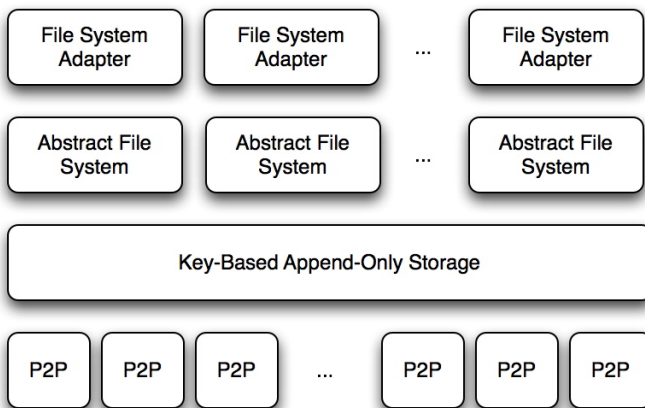 File System
Adapter
File System
Adapter
...
File System
Adapter
Abstract File
System
Abstract File
System
...
Abstract File
System
Key-Based Append-Only Storage
P2P
P2P
P2P
...
P2P
P2P
P2P